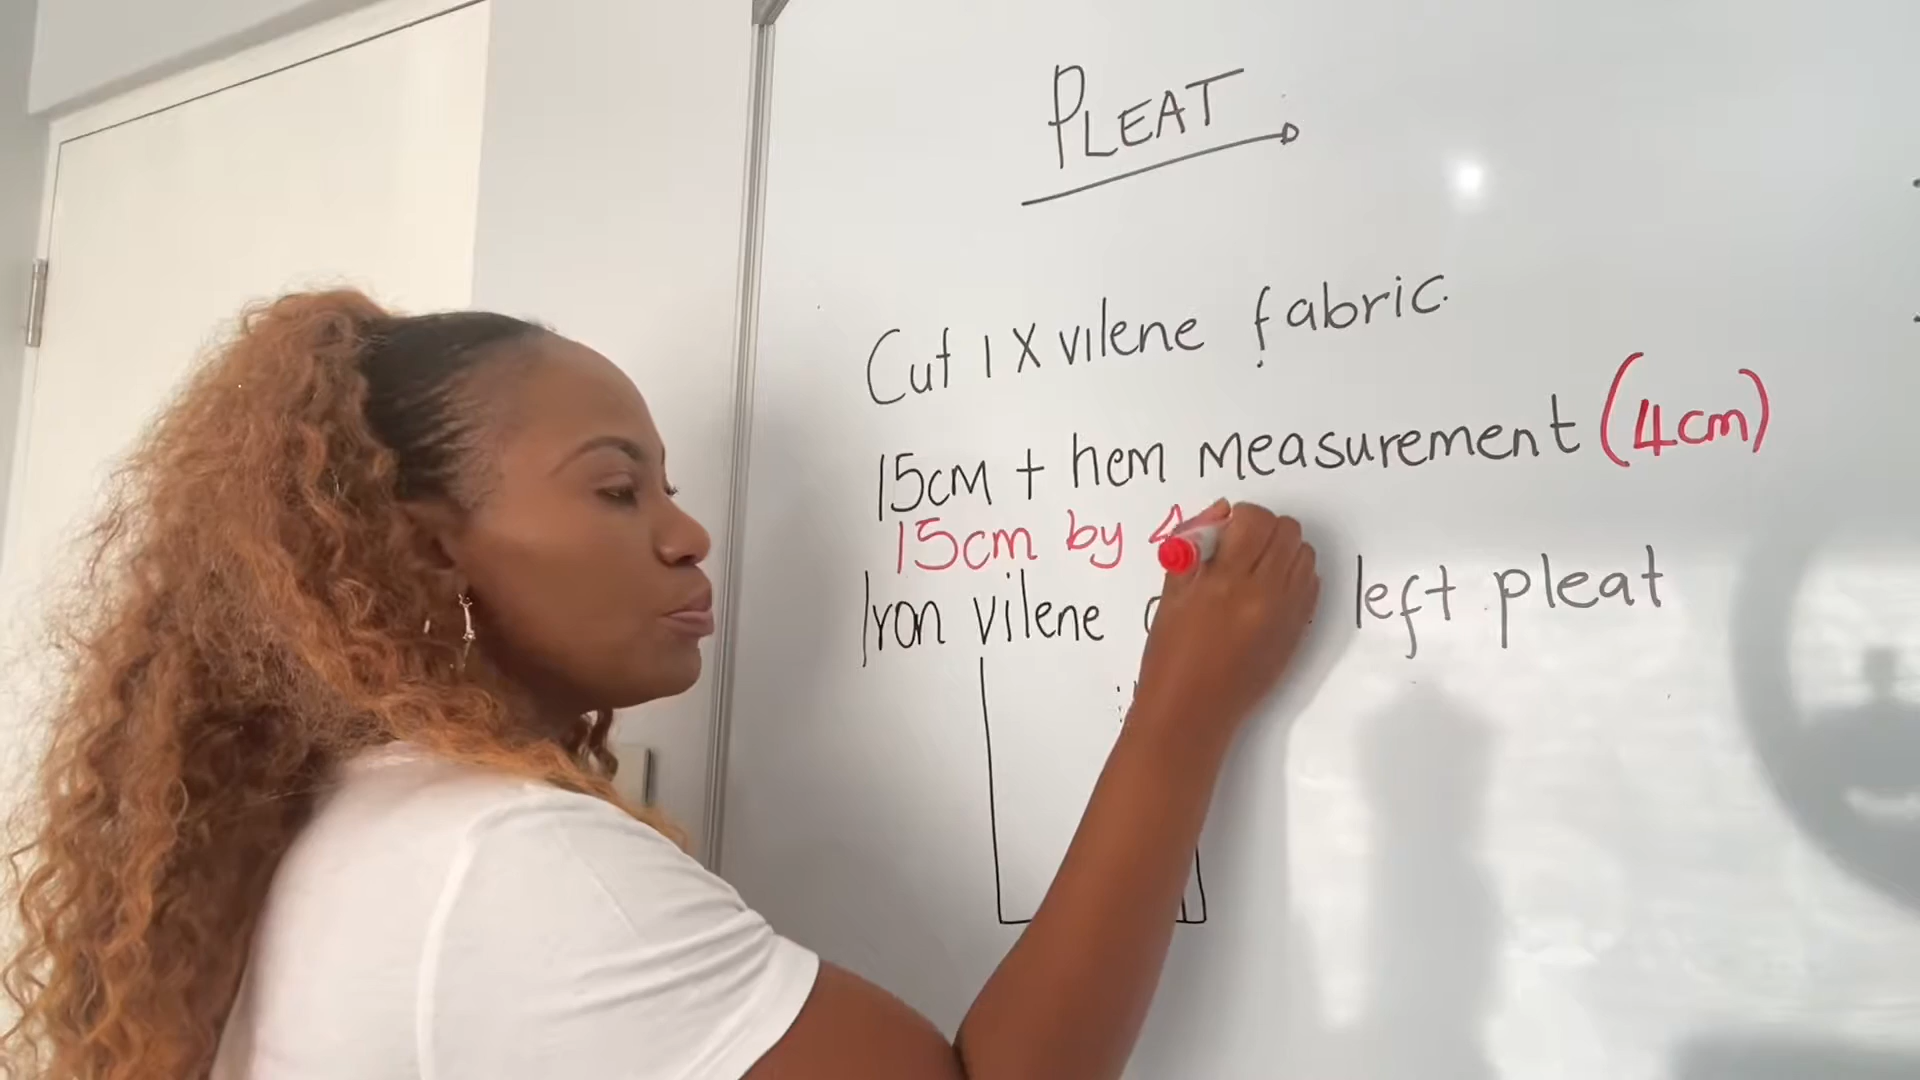 PLEAT
Cut 1 X vilene fabric.
15cm + hem measurement (4cm)
15cm by
Iron vilene left pleat